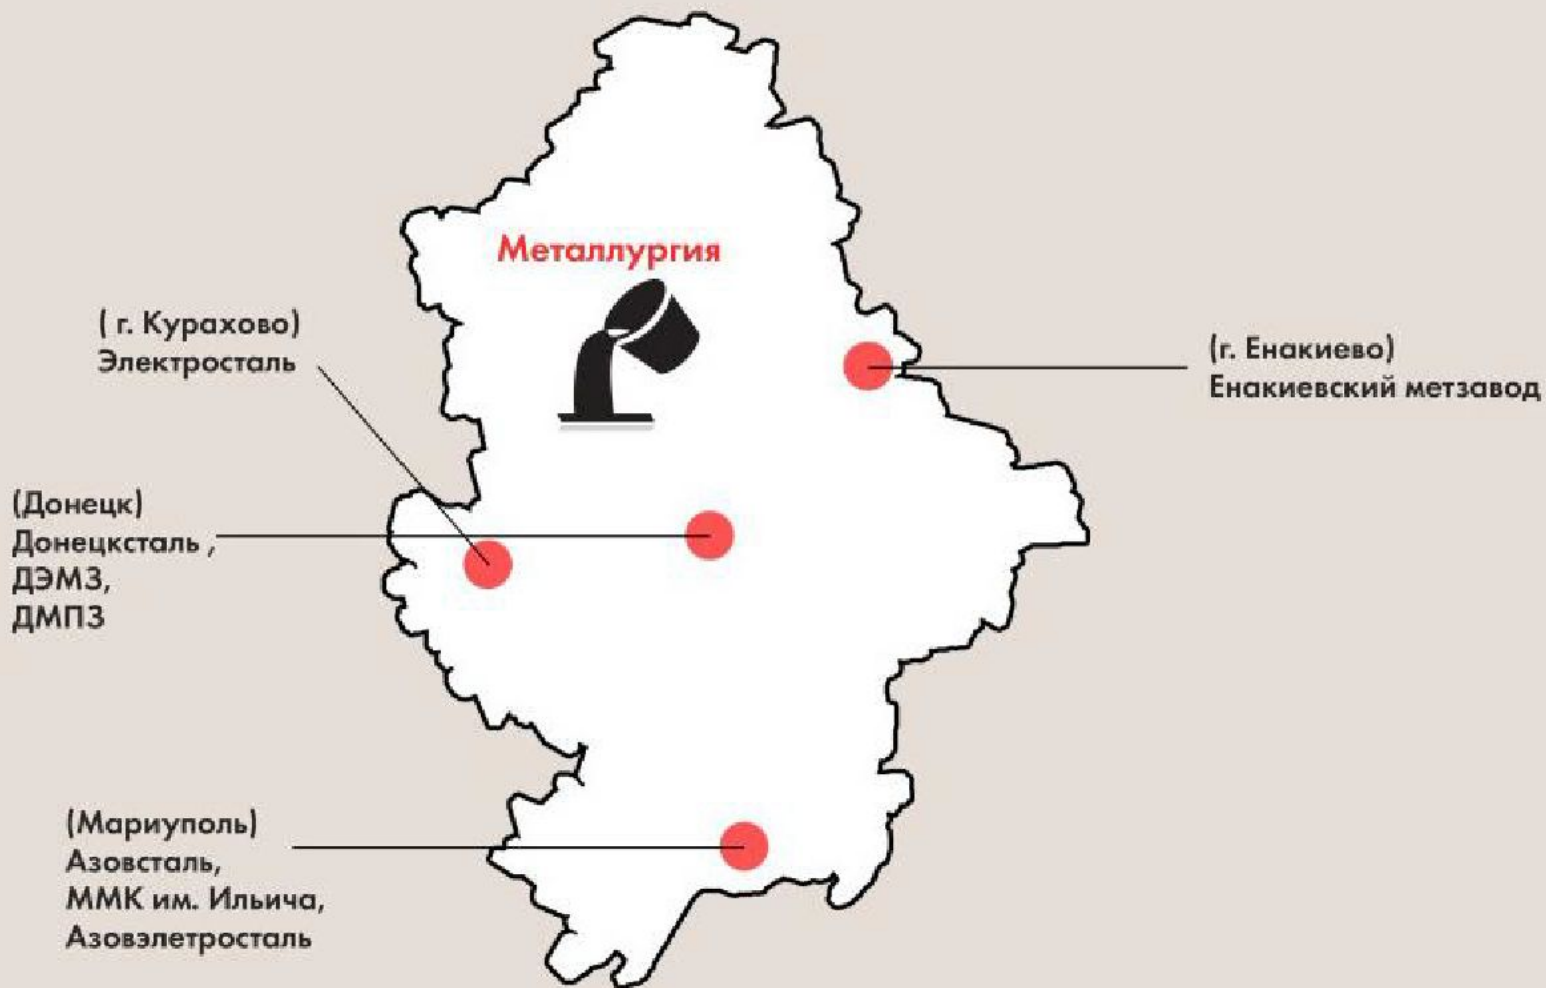 Металлургия
( г. Курахово)
Электросталь
(г. Енакиево)
Енакиевский метзавод
(Донецк)
Донецксталь ,
ДЭМЗ,
ДМПЗ
(Мариуполь)
Азовсталь,
ММК им. Ильича,
Азовэлетросталь